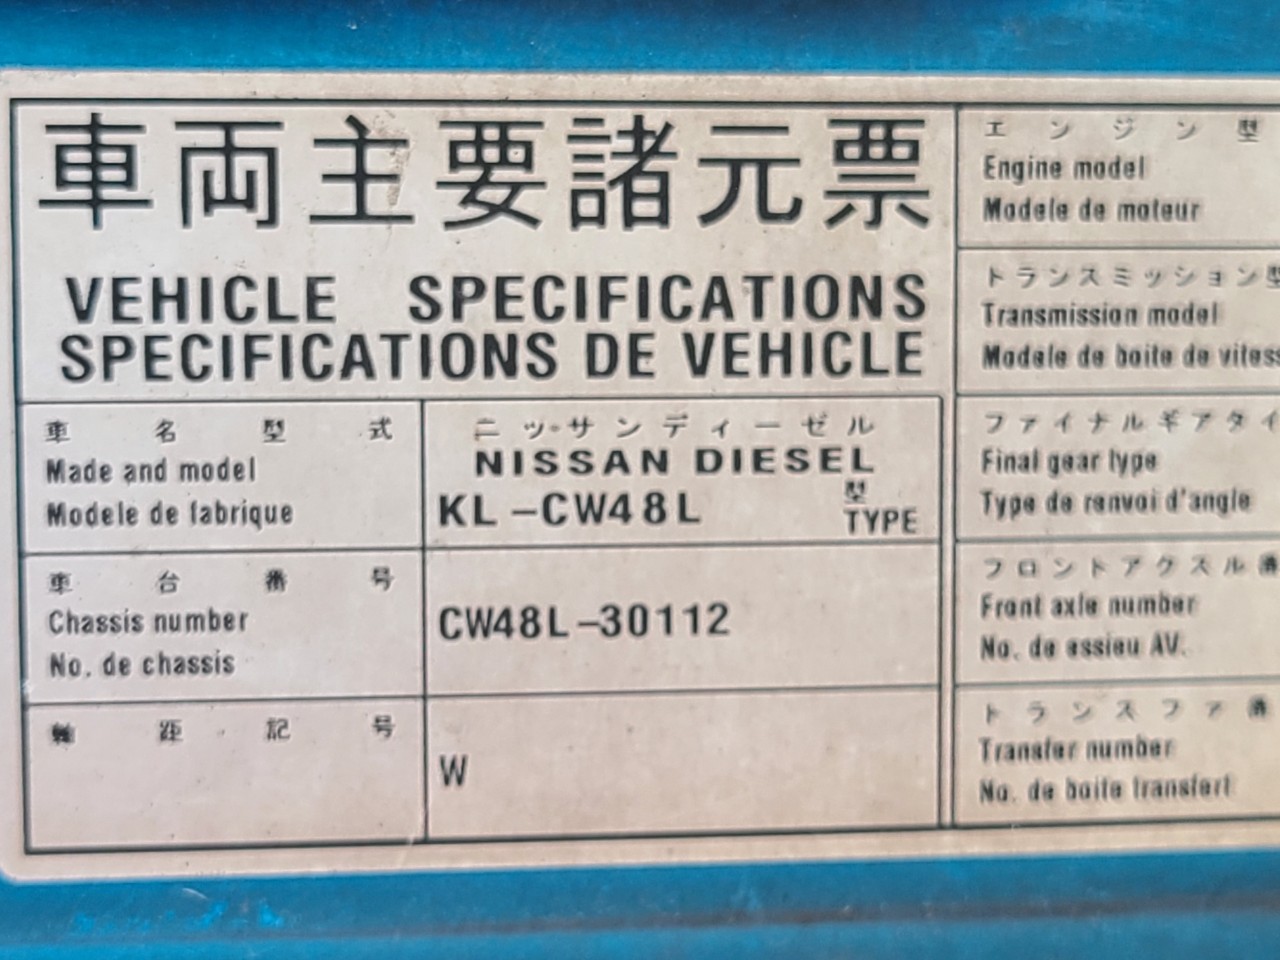 車両主要諸元票
VEHICLE SPECIFICATIONS
SPECIFICATIONS DE VEHICLE
車名型式
Made and model
Modele de fabrique
ニッサンディーゼル
NISSAN DIESEL
KL-CW48L
型
TYPE
車台番号
Chassis number
No. de chassis
CW48L-30112
軸距記号
W
エンジン型
Engine model
Modele de moteur
トランスミッション型
Transmission model
Modele de boite de vitess
ファイナルギアタイ
Final gear type
Type de renvoi d'angle
フロントアクスル番
Front axle number
No. de essieu AV.
トランスファ番
Transfer number
No. de boite transfert